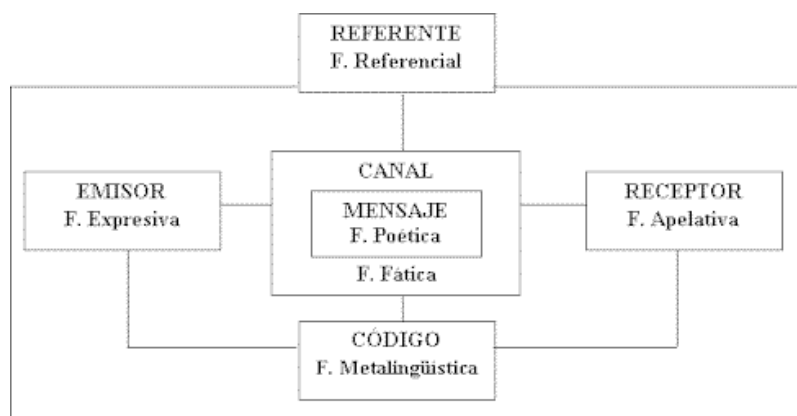 REFERENTE
F. Referencial
CANAL
EMISOR
F. Expresiva
MENSAJE
F. Poética
RECEPTOR
F. Apelativa
F. Fática
CÓDIGO
F. Metalingüística